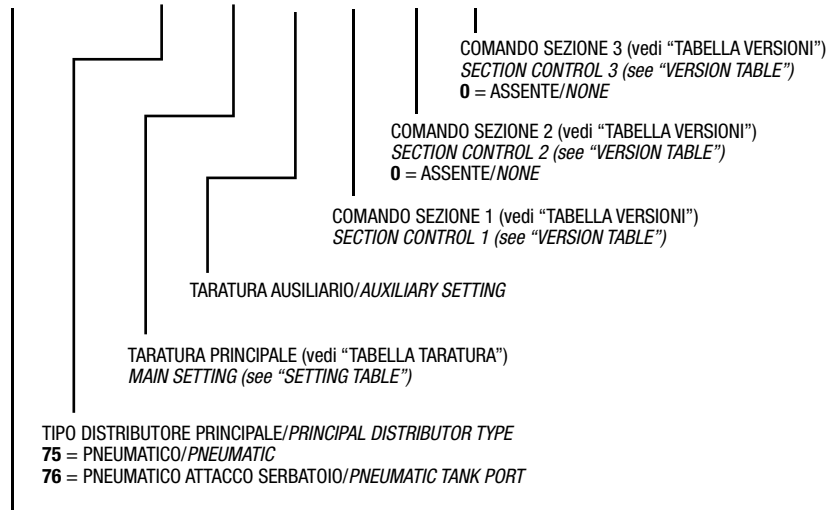 COMANDO SEZIONE 3 (vedi “TABELLA VERSIONI”)
SECTION CONTROL 3 (see “VERSION TABLE”)
0 = ASSENTE/NONE
COMANDO SEZIONE 2 (vedi “TABELLA VERSIONI”)
SECTION CONTROL 2 (see “VERSION TABLE”)
0 = ASSENTE/NONE
COMANDO SEZIONE 1 (vedi “TABELLA VERSIONI”)
SECTION CONTROL 1 (see “VERSION TABLE”)
TARATURA AUSILIARIO/AUXILIARY SETTING
TARATURA PRINCIPALE (vedi “TABELLA TARATURA”)
MAIN SETTING (see “SETTING TABLE”)
TIPO DISTRIBUTORE PRINCIPALE/PRINCIPAL DISTRIBUTOR TYPE
75 = PNEUMATICO/PNEUMATIC
76 = PNEUMATICO ATTACCO SERBATOIO/PNEUMATIC TANK PORT